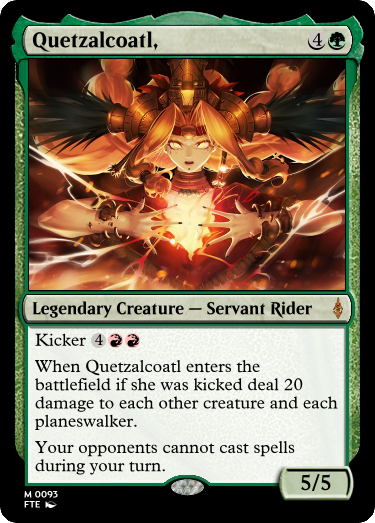 Quetzalcoatl, 4
Legendary Creature — Servant Rider
Kicker 4
When Quetzalcoatl enters the
battlefield if she was kicked deal 20
damage to each other creature and each
planeswalker.
Your opponents cannot cast spells
during your turn.
5/5
M 0093
FTE